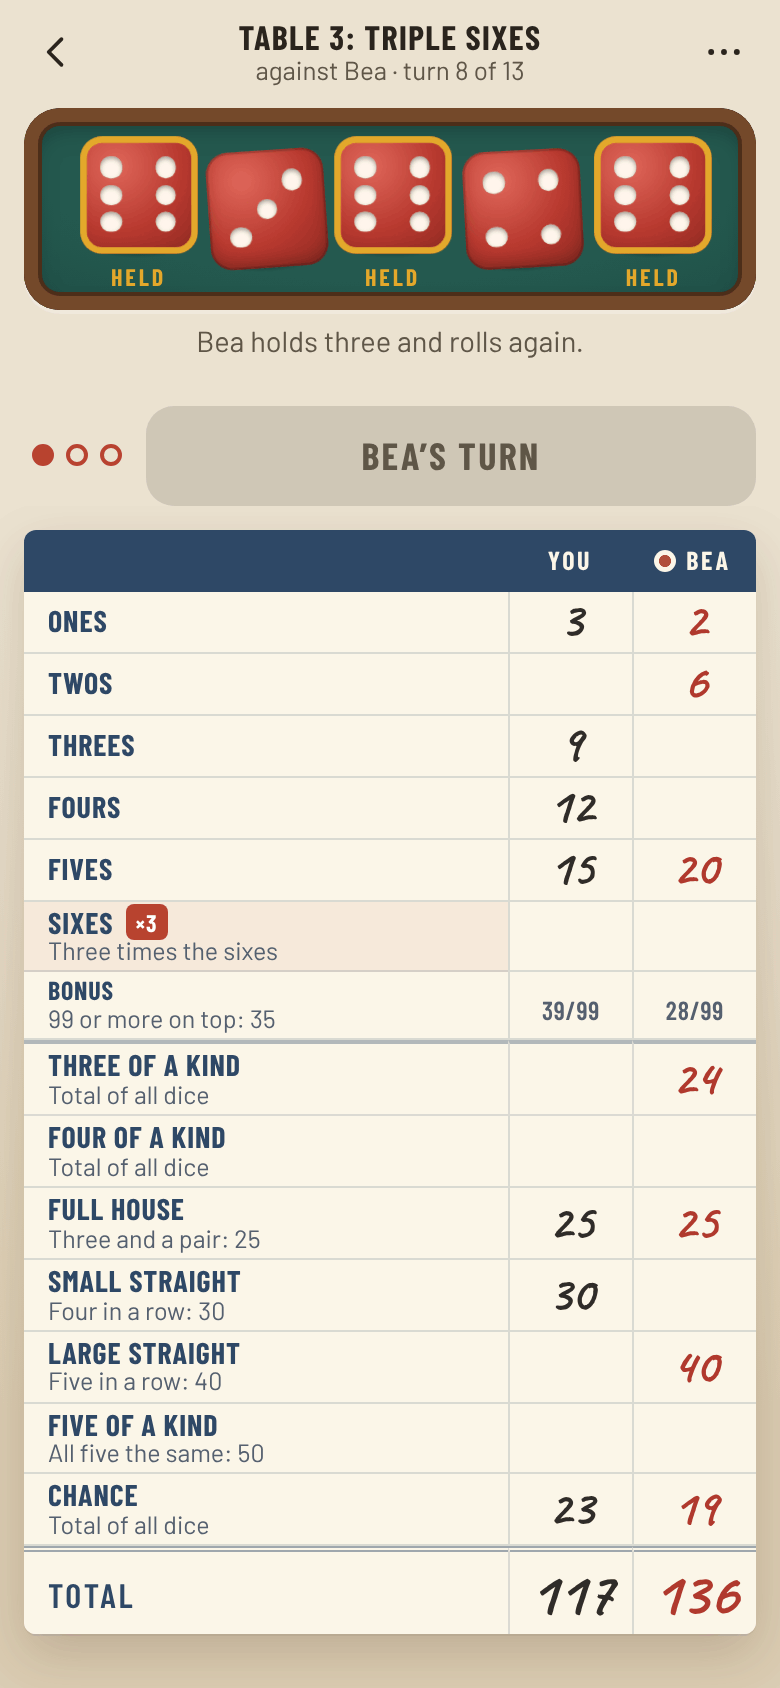 TABLE 3: TRIPLE SIXES
against Bea · turn 8 of 13
HELD HELD HELD
Bea holds three and rolls again.
BEA’S TURN
YOU BEA
ONES 3 2
TWOS 6
THREES 9
FOURS 12
FIVES 15 20
SIXES ×3
Three times the sixes
BONUS
99 or more on top: 35 39/99 28/99
THREE OF A KIND
Total of all dice 24
FOUR OF A KIND
Total of all dice
FULL HOUSE
Three and a pair: 25 25 25
SMALL STRAIGHT
Four in a row: 30 30
LARGE STRAIGHT
Five in a row: 40 40
FIVE OF A KIND
All five the same: 50
CHANCE
Total of all dice 23 19
TOTAL 117 136